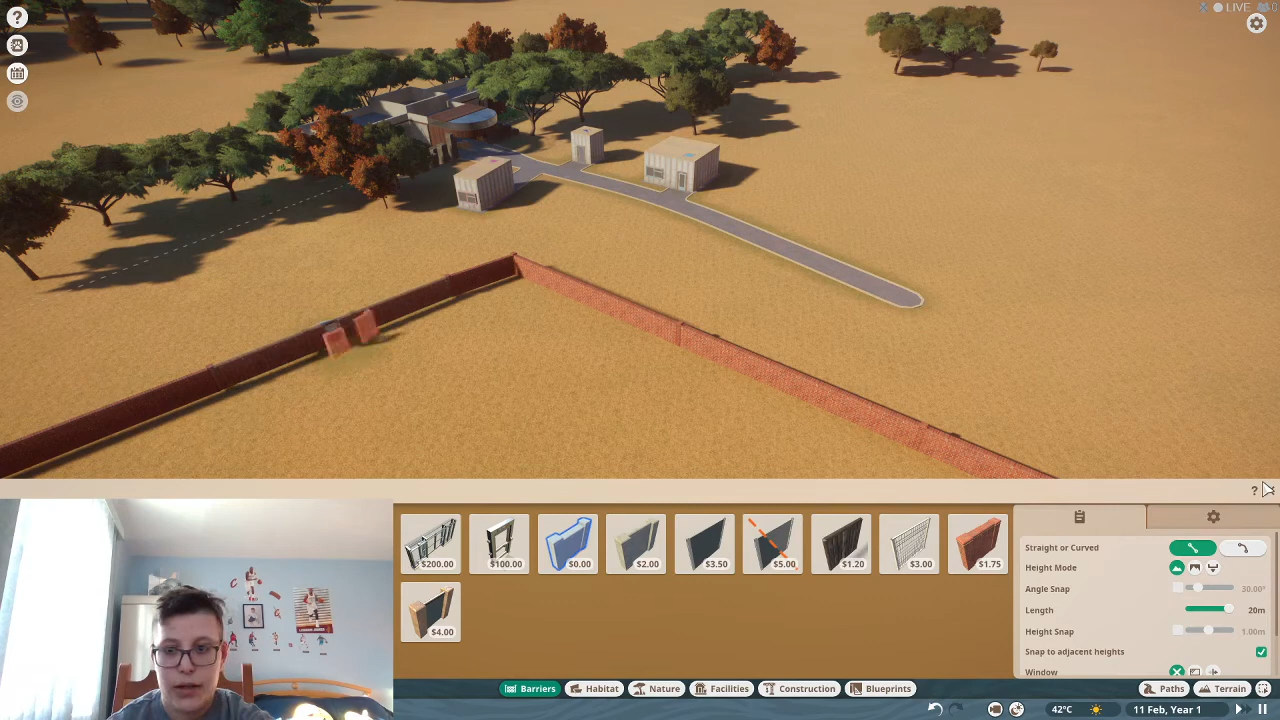 ?
LIVE
?
$200.00
$100.00
$0.00
$2.00
$3.50
$5.00
$1.20
$3.00
$1.75
$4.00
Straight or Curved
Height Mode
Angle Snap 30.00°
Length 20m
Height Snap 1.00m
Snap to adjacent heights
Window
Barriers Habitat Nature Facilities Construction Blueprints Paths Terrain
42°C 11 Feb, Year 1